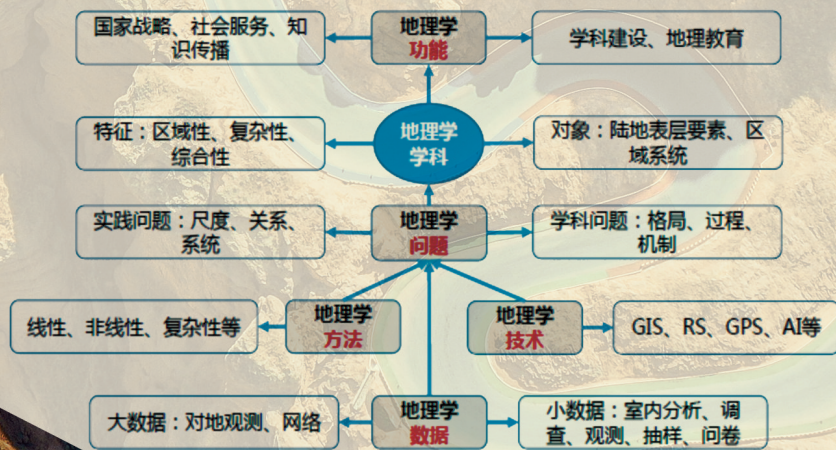 国家战略、社会服务、知
识传播
地理学
功能
学科建设、地理教育
特征：区域性、复杂性、
综合性
地理学
学科
对象：陆地表层要素、区
域系统
实践问题：尺度、关系、
系统
地理学
问题
学科问题：格局、过程、
机制
线性、非线性、复杂性等
地理学
方法
地理学
技术
GIS、RS、GPS、AI等
大数据：对地观测、网络
地理学
数据
小数据：室内分析、调
查、观测、抽样、问卷